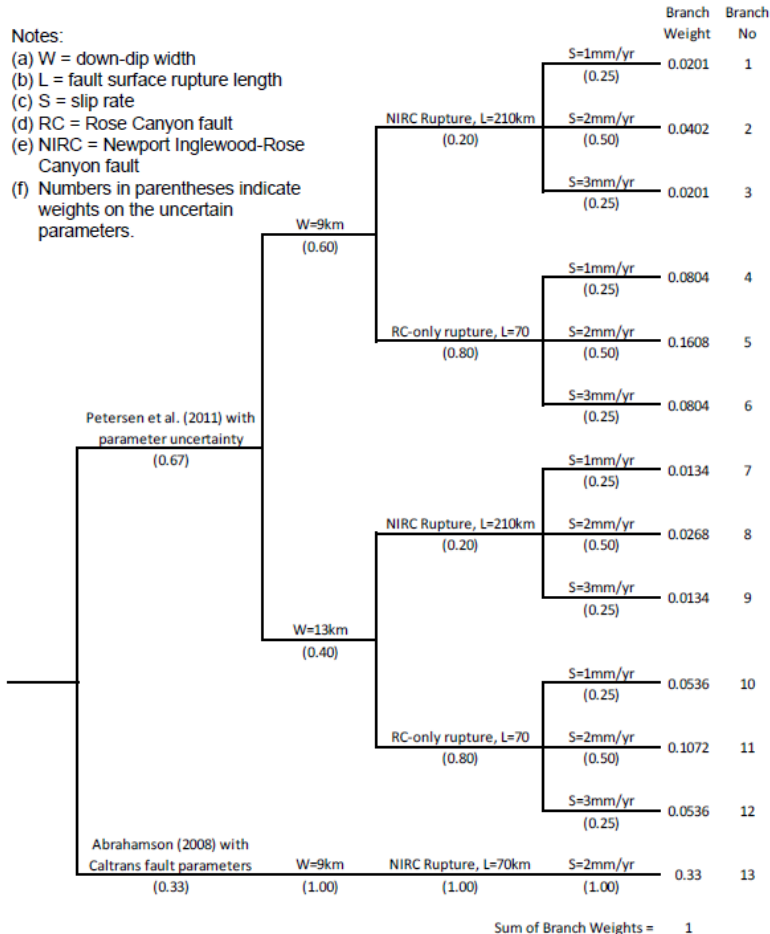 Branch Branch
Weight No
Notes:
(a) W = down-dip width
(b) L = fault surface rupture length
(c) S = slip rate
(d) RC = Rose Canyon fault
(e) NIRC = Newport Inglewood-Rose
Canyon fault
(f) Numbers in parentheses indicate
weights on the uncertain
parameters.
S=1mm/yr
(0.25)
0.0201 1
NIRC Rupture, L=210km
(0.20)
S=2mm/yr
(0.50)
0.0402 2
S=3mm/yr
(0.25)
0.0201 3
W=9km
(0.60)
S=1mm/yr
(0.25)
0.0804 4
RC-only rupture, L=70
(0.80)
S=2mm/yr
(0.50)
0.1608 5
S=3mm/yr
(0.25)
0.0804 6
Petersen et al. (2011) with
parameter uncertainty
(0.67)
S=1mm/yr
(0.25)
0.0134 7
NIRC Rupture, L=210km
(0.20)
S=2mm/yr
(0.50)
0.0268 8
S=3mm/yr
(0.25)
0.0134 9
W=13km
(0.40)
S=1mm/yr
(0.25)
0.0536 10
RC-only rupture, L=70
(0.80)
S=2mm/yr
(0.50)
0.1072 11
S=3mm/yr
(0.25)
0.0536 12
Abrahamson (2008) with
Caltrans fault parameters
(0.33)
W=9km
(1.00)
NIRC Rupture, L=70km
(1.00)
S=2mm/yr
(1.00)
0.33 13
Sum of Branch Weights = 1